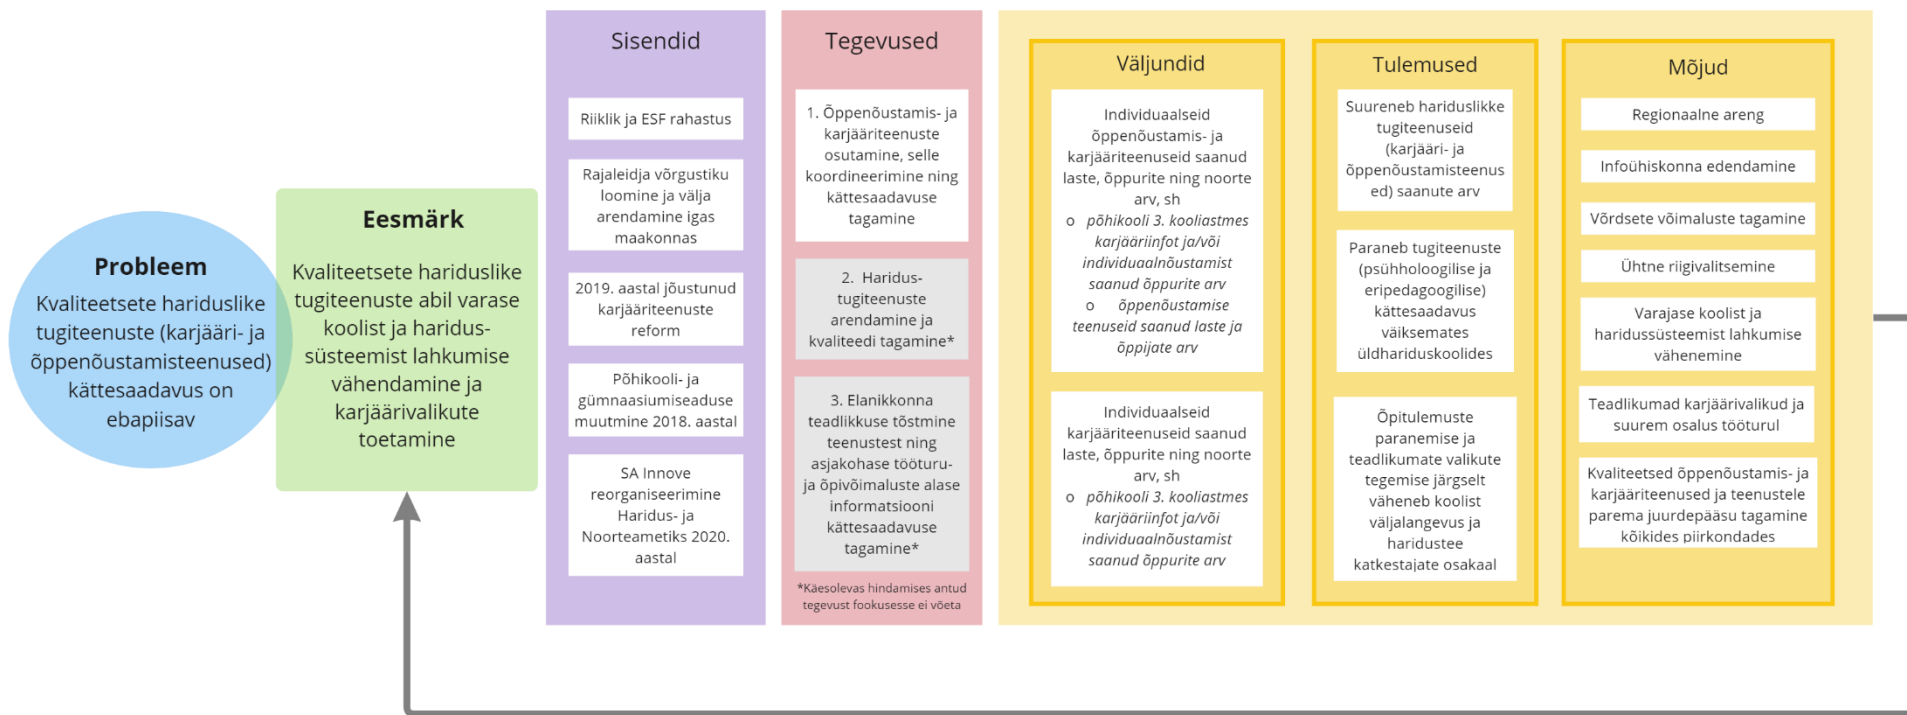 Probleem
Kvaliteetsete hariduslike
tugiteenuste (karjääri- ja
õppenõustamisteenused)
kättesaadavus on
ebapiisav
Eesmärk
Kvaliteetsete hariduslike
tugiteenuste abil varase
koolist ja haridus-
süsteemist lahkumise
vähendamine ja
karjäärivalikute
toetamine
Sisendid
Riiklik ja ESF rahastus
Rajaleidja võrgustiku
loomine ja välja
arendamine igas
maakonnas
2019. aastal jõustunud
karjääriteenuste
reform
Põhikooli- ja
gümnaasiumiseaduse
muutmine 2018. aastal
SA Innove
reorganiseerimine
Haridus- ja
Noorteametiks 2020.
aastal
Tegevused
1. Õppenõustamis- ja
karjääriteenuste
osutamine, selle
koordineerimine ning
kättesaadavuse
tagamine
2. Haridus-
tugiteenuste
arendamine ja
kvaliteedi tagamine*
3. Elanikkonna
teadlikkuse tõstmine
teenustest ning
asjakohase tööturu-
ja õpivõimaluste alase
informatsiooni
kättesaadavuse
tagamine*
*Käesolevas hindamises antud
tegevust fookusesse ei võeta
Väljundid
Individuaalseid
õppenõustamis- ja
karjääriteenuseid saanud
laste, õppurite ning noorte
arv, sh
o põhikooli 3. kooliastmes
karjääriinfot ja/või
individuaalnõustamist
saanud õppurite arv
o õppenõustamise
teenuseid saanud laste ja
õppijate arv
Individuaalseid
karjääriteenuseid saanud
laste, õppurite ning noorte
arv, sh
o põhikooli 3. kooliastmes
karjääriinfot ja/või
individuaalnõustamist
saanud õppurite arv
Tulemused
Suureneb hariduslikke
tugiteenuseid
(karjääri- ja
õppenõustamisteenus
ed) saanute arv
Paraneb tugiteenuste
(psühholoogilise ja
eripedagoogilise)
kättesaadavus
väiksemates
üldhariduskoolides
Õpitulemuste
paranemise ja
teadlikumate valikute
tegemise järgselt
väheneb koolist
väljalangevus ja
haridustee
katkestajate osakaal
Mõjud
Regionaalne areng
Infoühiskonna edendamine
Võrdsete võimaluste tagamine
Ühtne riigivalitsemine
Varajase koolist ja
haridussüsteemist lahkumise
vähenemine
Teadlikumad karjäärivalikud ja
suurem osalus tööturul
Kvaliteetsed õppenõustamis- ja
karjääriteenused ja teenustele
parema juurdepääsu tagamine
kõikides piirkondades